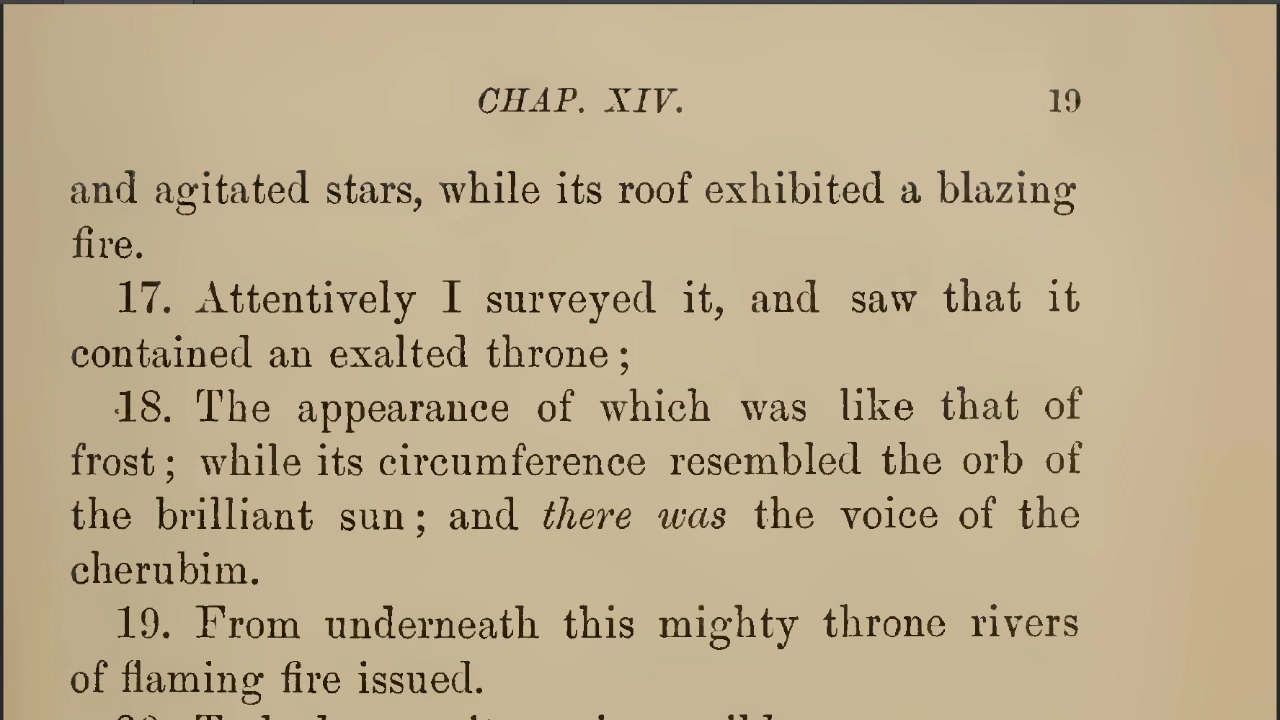 CHAP. XIV. 19
and agitated stars, while its roof exhibited a blazing
fire.
17. Attentively I surveyed it, and saw that it
contained an exalted throne ;
18. The appearance of which was like that of
frost ; while its circumference resembled the orb of
the brilliant sun ; and there was the voice of the
cherubim.
19. From underneath this mighty throne rivers
of flaming fire issued.